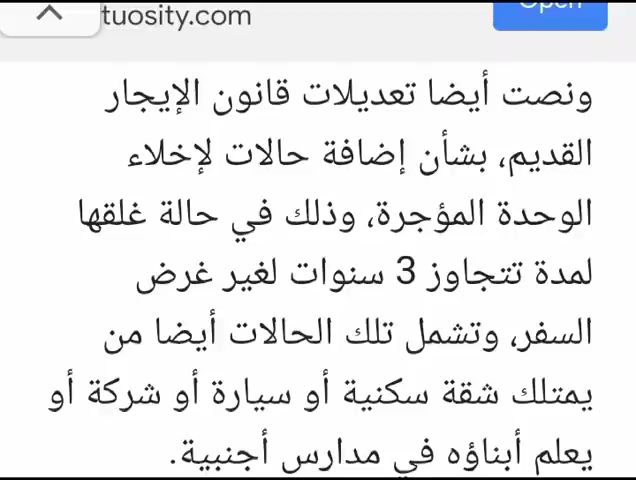 tuosity.com
Open
ونصت أيضا تعديلات قانون الإيجار
القديم، بشأن إضافة حالات لإخلاء
الوحدة المؤجرة، وذلك في حالة غلقها
لمدة تتجاوز 3 سنوات لغير غرض
السفر، وتشمل تلك الحالات أيضا من
يمتلك شقة سكنية أو سيارة أو شركة أو
يعلم أبناؤه في مدارس أجنبية.